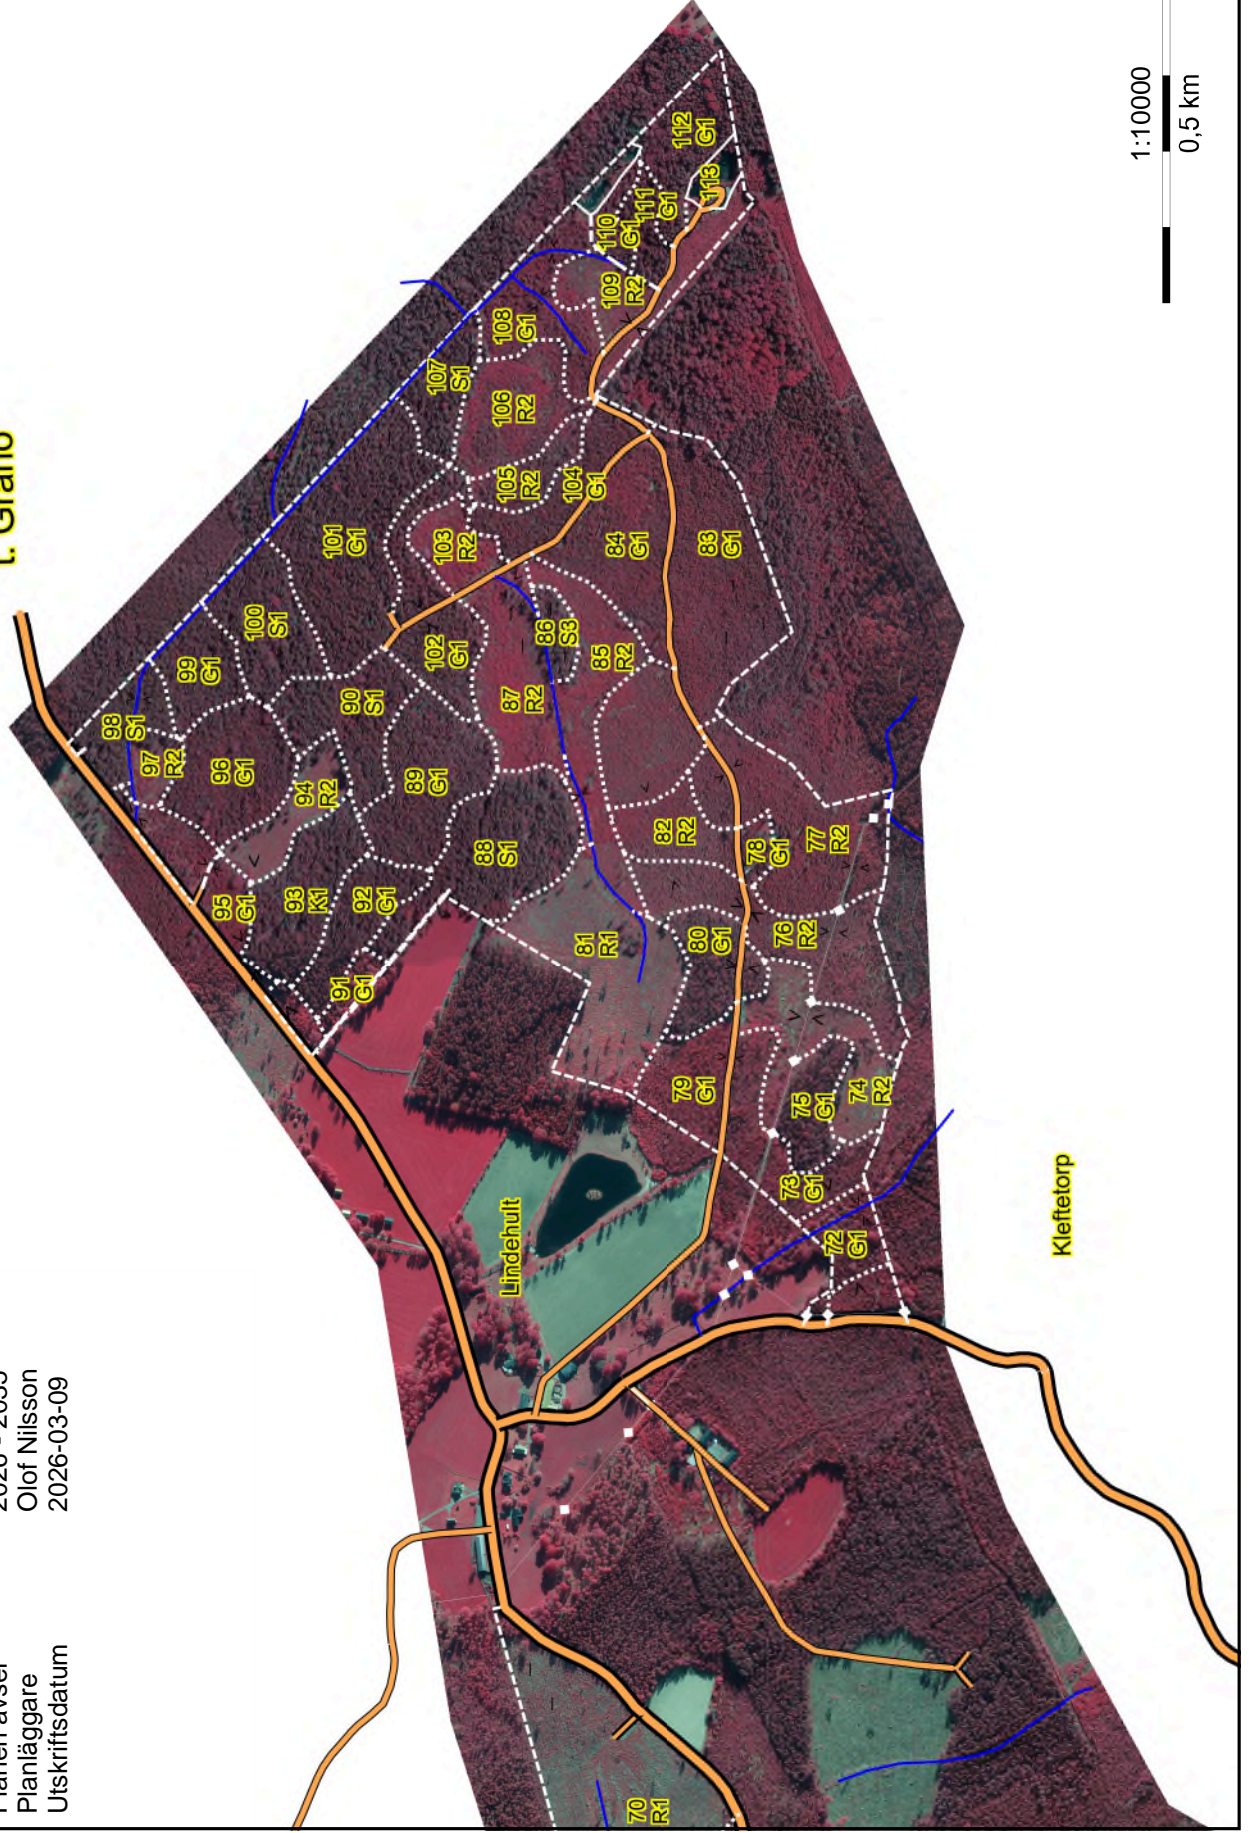 Planläggare
Olof Nilsson
Utskriftsdatum
2026-03-09
Lindehult
Kleftetorp
1:10000
0,5 km
70
R1
72
G1
73
G1
74
R2
75
G1
76
R2
77
R2
78
G1
79
G1
80
G1
81
R1
82
R2
83
G1
84
G1
85
R2
86
S3
87
R2
88
S1
89
G1
90
S1
91
G1
92
G1
93
K1
94
R2
95
G1
96
G1
97
R2
98
S1
99
G1
100
S1
101
G1
102
G1
103
R2
104
G1
105
R2
106
R2
107
S1
108
G1
109
R2
110
G1
111
G1
112
G1
113